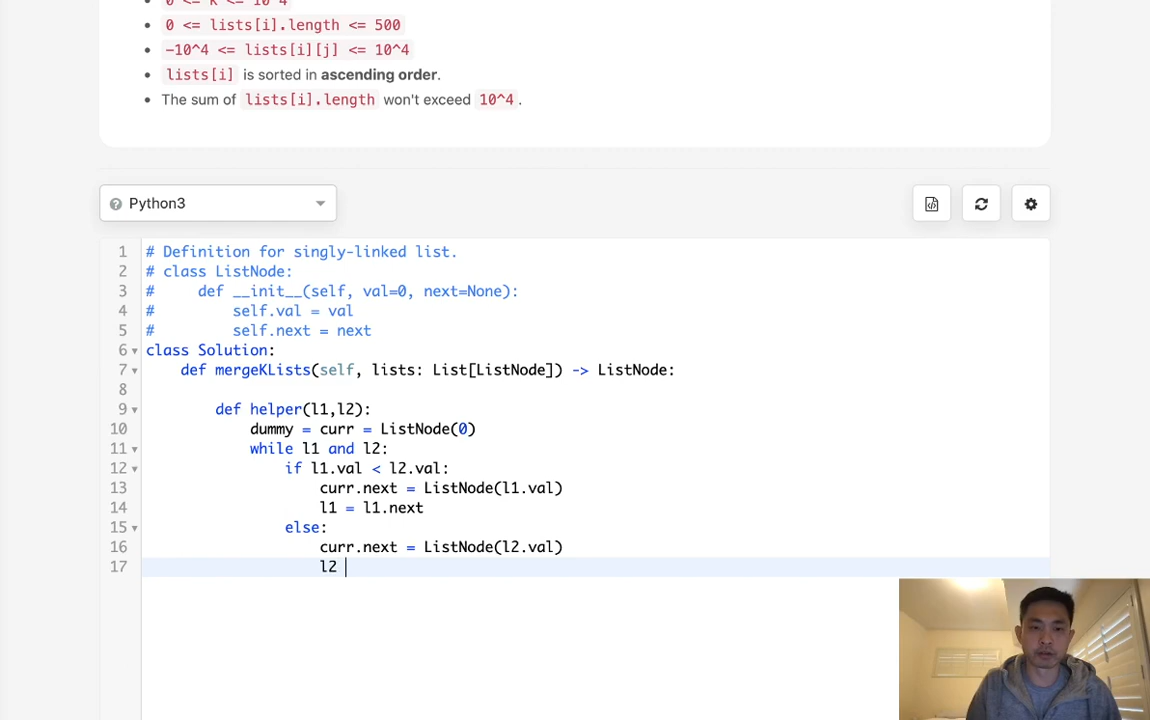 0 <= k <= 10^4
0 <= lists[i].length <= 500
-10^4 <= lists[i][j] <= 10^4
lists[i] is sorted in ascending order.
The sum of lists[i].length won't exceed 10^4.
Python3
1 # Definition for singly-linked list.
2 # class ListNode:
3 #     def __init__(self, val=0, next=None):
4 #         self.val = val
5 #         self.next = next
6 class Solution:
7     def mergeKLists(self, lists: List[ListNode]) -> ListNode:
8
9         def helper(l1,l2):
10             dummy = curr = ListNode(0)
11             while l1 and l2:
12                 if l1.val < l2.val:
13                     curr.next = ListNode(l1.val)
14                     l1 = l1.next
15                 else:
16                     curr.next = ListNode(l2.val)
17                     l2